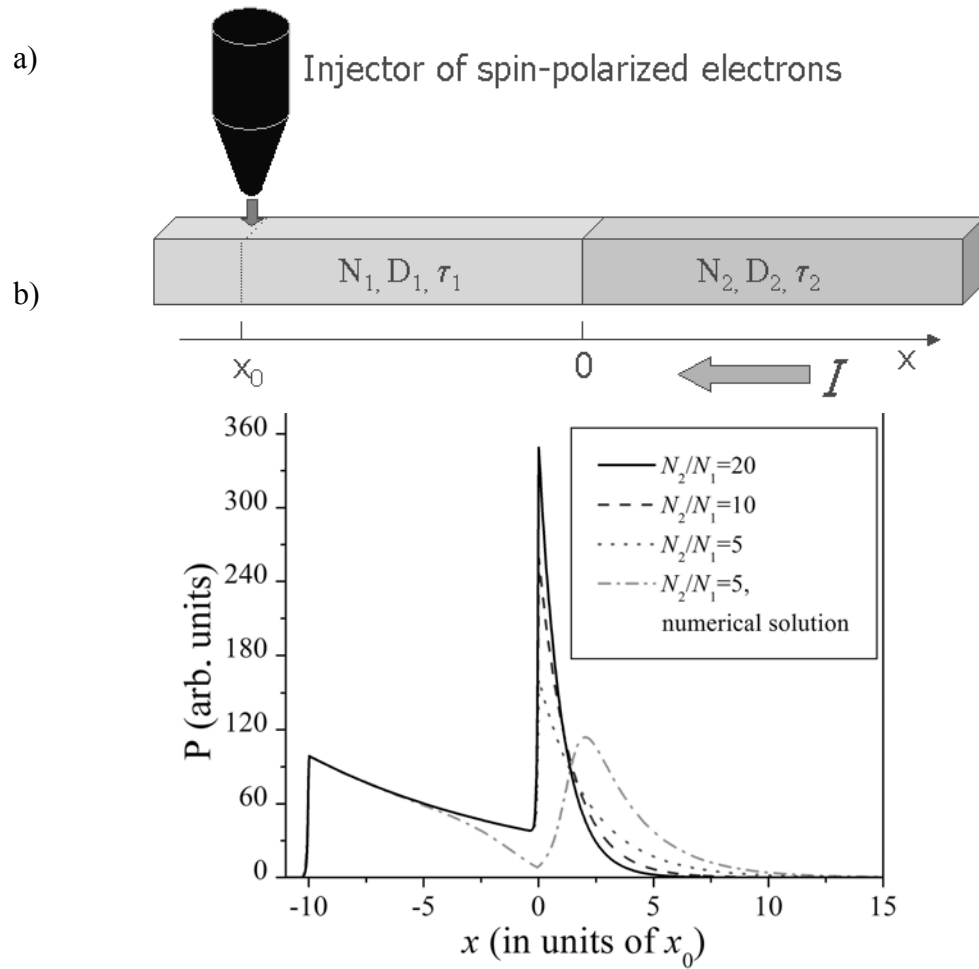 a)
Injector of spin-polarized electrons
N₁, D₁, τ₁
N₂, D₂, τ₂
b)
x₀
0
x
I
360
300
240
180
120
60
0
P (arb. units)
N₂/N₁=20
N₂/N₁=10
N₂/N₁=5
N₂/N₁=5,
numerical solution
-10
-5
0
5
10
15
x (in units of x₀)